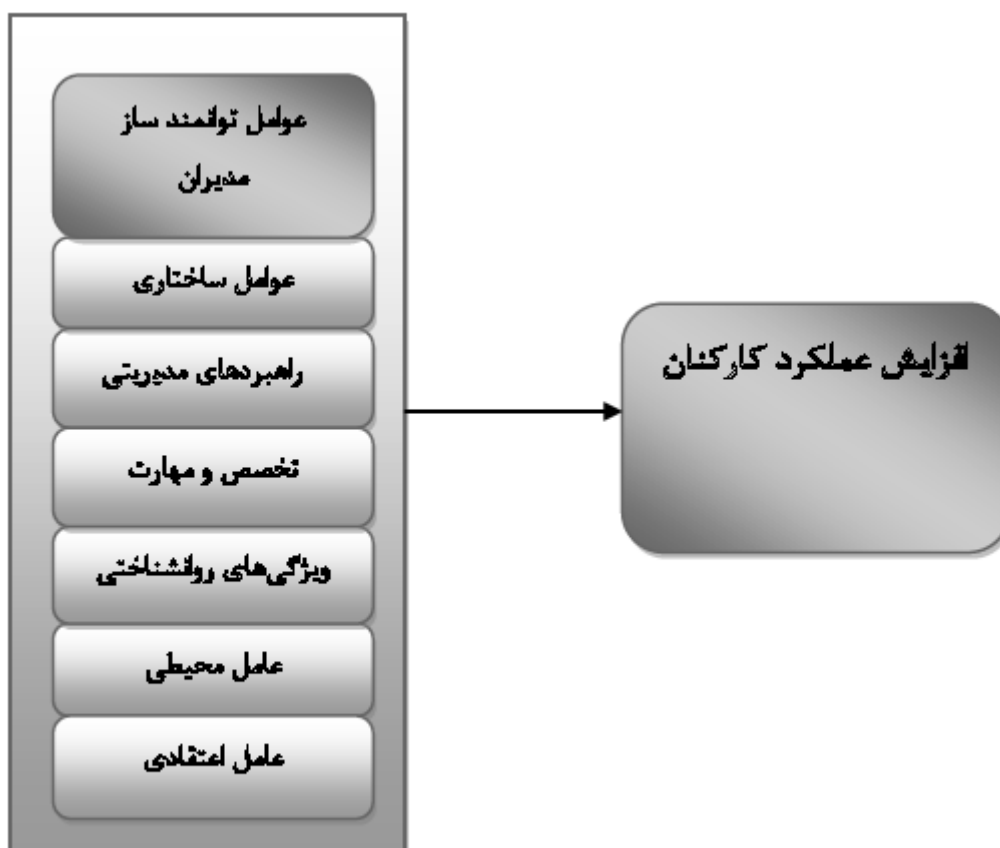 عوامل توانمند ساز
مدیران
عوامل ساختاری
راهبردهای مدیریتی
تخصص و مهارت
ویژگی‌های روانشناختی
عامل محیطی
عامل اعتقادی
افزایش عملکرد کارکنان